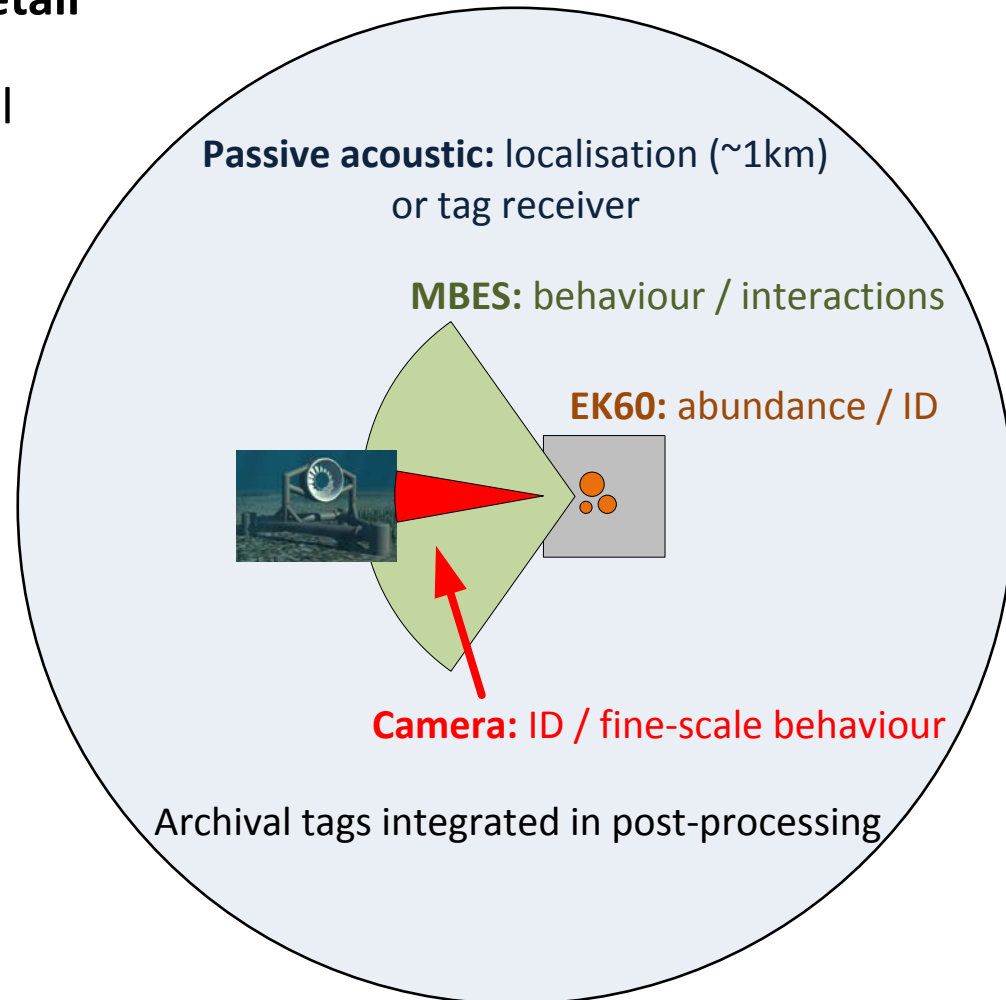 etail
l
Passive acoustic: localisation (~1km)
or tag receiver
MBES: behaviour / interactions
EK60: abundance / ID
Camera: ID / fine-scale behaviour
Archival tags integrated in post-processing